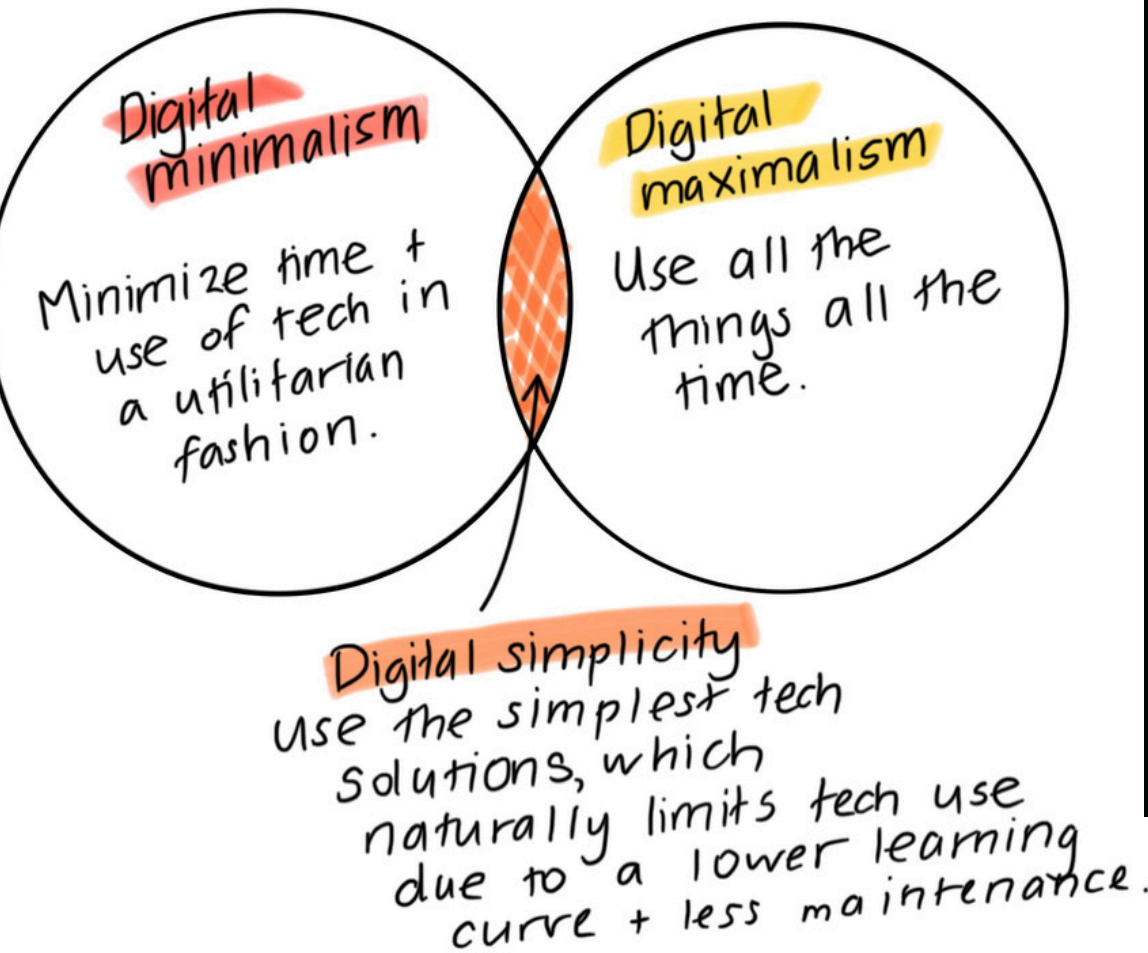 Digital
minimalism
Minimize time +
use of tech in
a utilitarian
fashion.
Digital
maximalism
Use all the
things all the
time.
Digital simplicity
use the simplest tech
solutions, which
naturally limits tech use
due to a lower learning
curve + less maintenance.